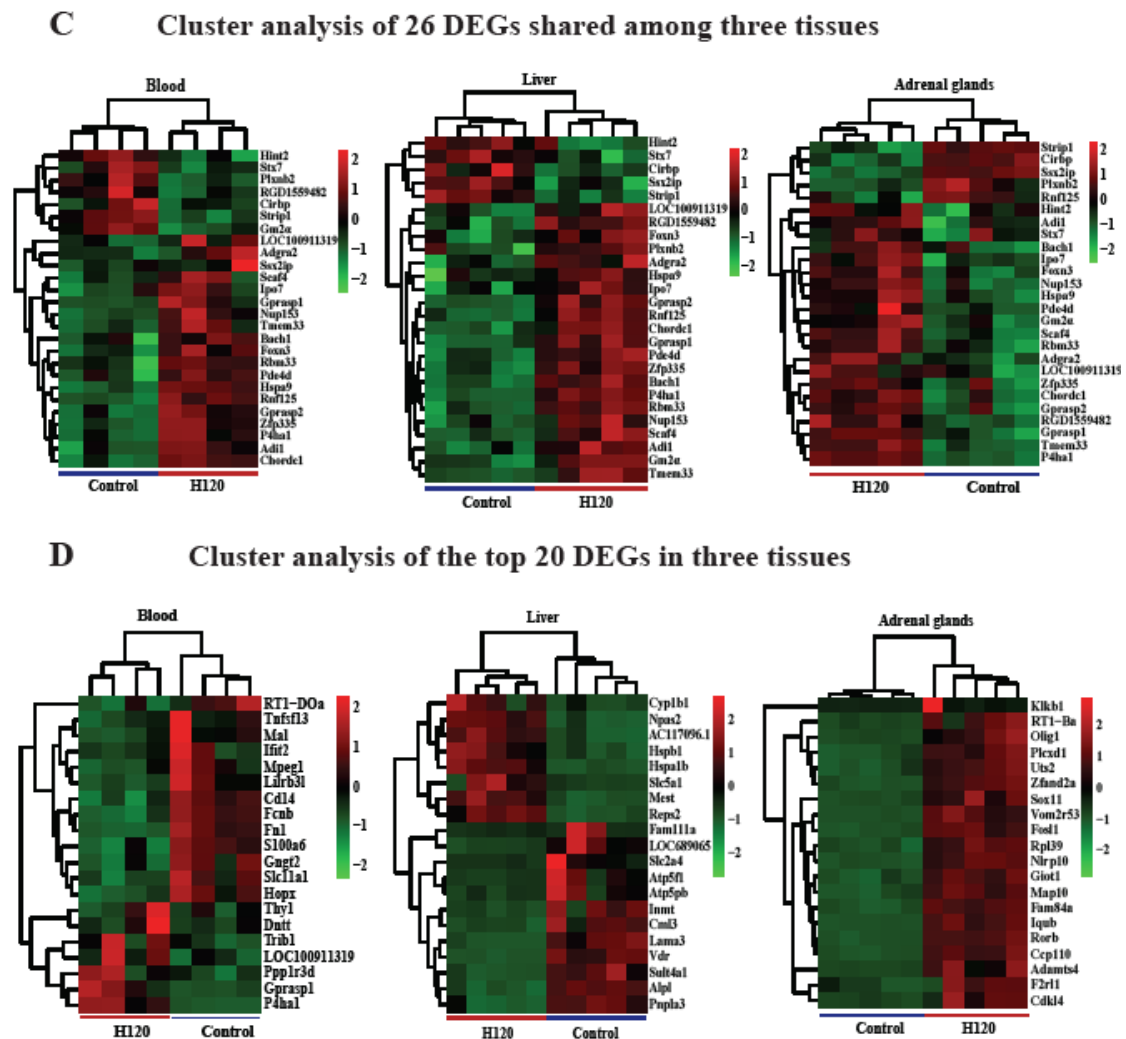 C Cluster analysis of 26 DEGs shared among three tissues
Blood
2
1
0
−1
−2
Hint2
Stx7
Plxnb2
RGD1559482
Cirbp
Strip1
Gm2α
LOC100911319
Adgra2
Ssx2ip
Scaf4
Ipo7
Gprasp1
Nup153
Tmem33
Bach1
Foxn3
Rbm33
Pde4d
Hspa9
Rnf125
Gprasp2
Zfp335
P4ha1
Adi1
Chordc1
Control H120
Liver
2
1
0
−1
−2
Hint2
Stx7
Cirbp
Ssx2ip
Strip1
LOC100911319
RGD1559482
Foxn3
Plxnb2
Adgra2
Hspa9
Ipo7
Gprasp2
Rnf125
Chordc1
Gprasp1
Pde4d
Zfp335
Bach1
P4ha1
Rbm33
Nup153
Scaf4
Adi1
Gm2α
Tmem33
Control H120
Adrenal glands
2
1
0
−1
−2
Strip1
Cirbp
Ssx2ip
Plxnb2
Rnf125
Hint2
Adi1
Stx7
Bach1
Ipo7
Foxn3
Nup153
Hspa9
Pde4d
Gm2α
Scaf4
Rbm33
Adgra2
LOC100911319
Zfp335
Chordc1
Gprasp2
RGD1559482
Gprasp1
Tmem33
P4ha1
H120 Control
D Cluster analysis of the top 20 DEGs in three tissues
Blood
2
1
0
−1
−2
RT1−DOa
Tnfsf13
Mal
Ifit2
Mpeg1
Lilrb3l
Cd14
Fcnb
Fn1
S100a6
Gngt2
Slc11a1
Hopx
Thy1
Dntt
Trib1
LOC100911319
Ppp1r3d
Gprasp1
P4ha1
H120 Control
Liver
2
1
0
−1
−2
Cyp1b1
Npas2
AC117096.1
Hspb1
Hspa1b
Slc5a1
Mest
Reps2
Fam111a
LOC689065
Slc2a4
Atp5f1
Atp5pb
Inmt
Cml3
Lama3
Vdr
Sult4a1
Alpl
Pnpla3
H120 Control
Adrenal glands
2
1
0
−1
−2
Klkb1
RT1−Ba
Olig1
Plcxd1
Uts2
Zfand2a
Sox11
Vom2r53
Fosl1
Rpl39
Nlrp10
Giot1
Map10
Fam84a
Iqub
Rorb
Ccp110
Adamts4
F2rl1
Cdkl4
Control H120